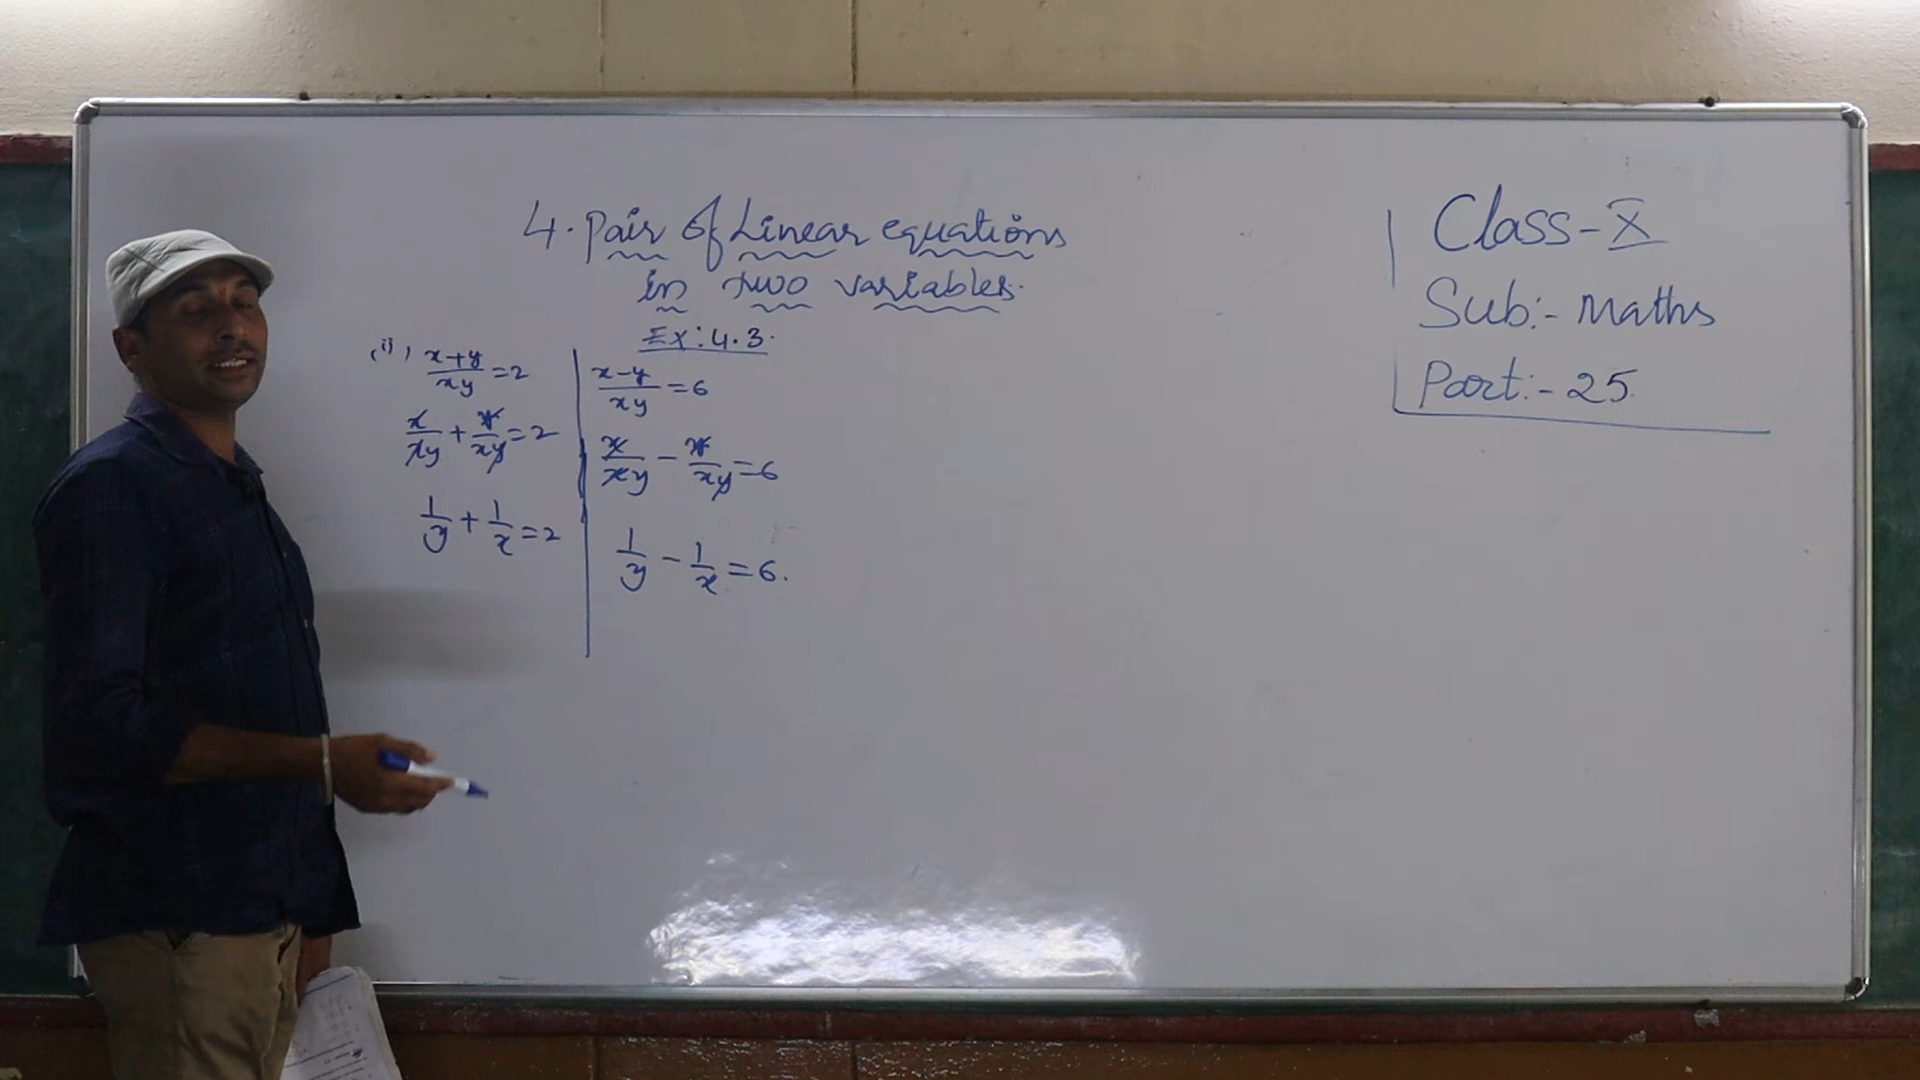 4. Pair of Linear equations
in two variables.
Ex: 4.3.
(i) x+y/xy = 2
x/xy + y/xy = 2
1/y + 1/x = 2
x-y/xy = 6
x/xy - y/xy = 6
1/y - 1/x = 6.
Class-X
Sub:- Maths
Part:- 25.